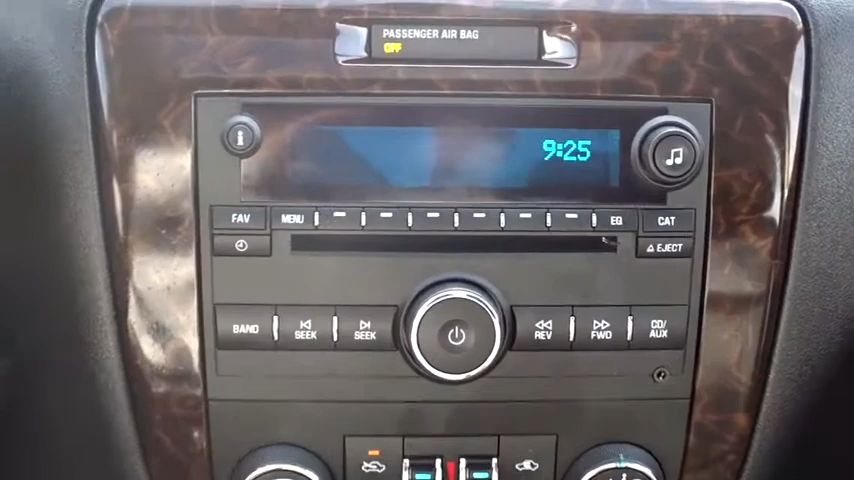 PASSENGER AIR BAG
OFF
9:25
FAV
MENU
EQ
CAT
EJECT
BAND
SEEK
SEEK
REV
FWD
CD/
AUX